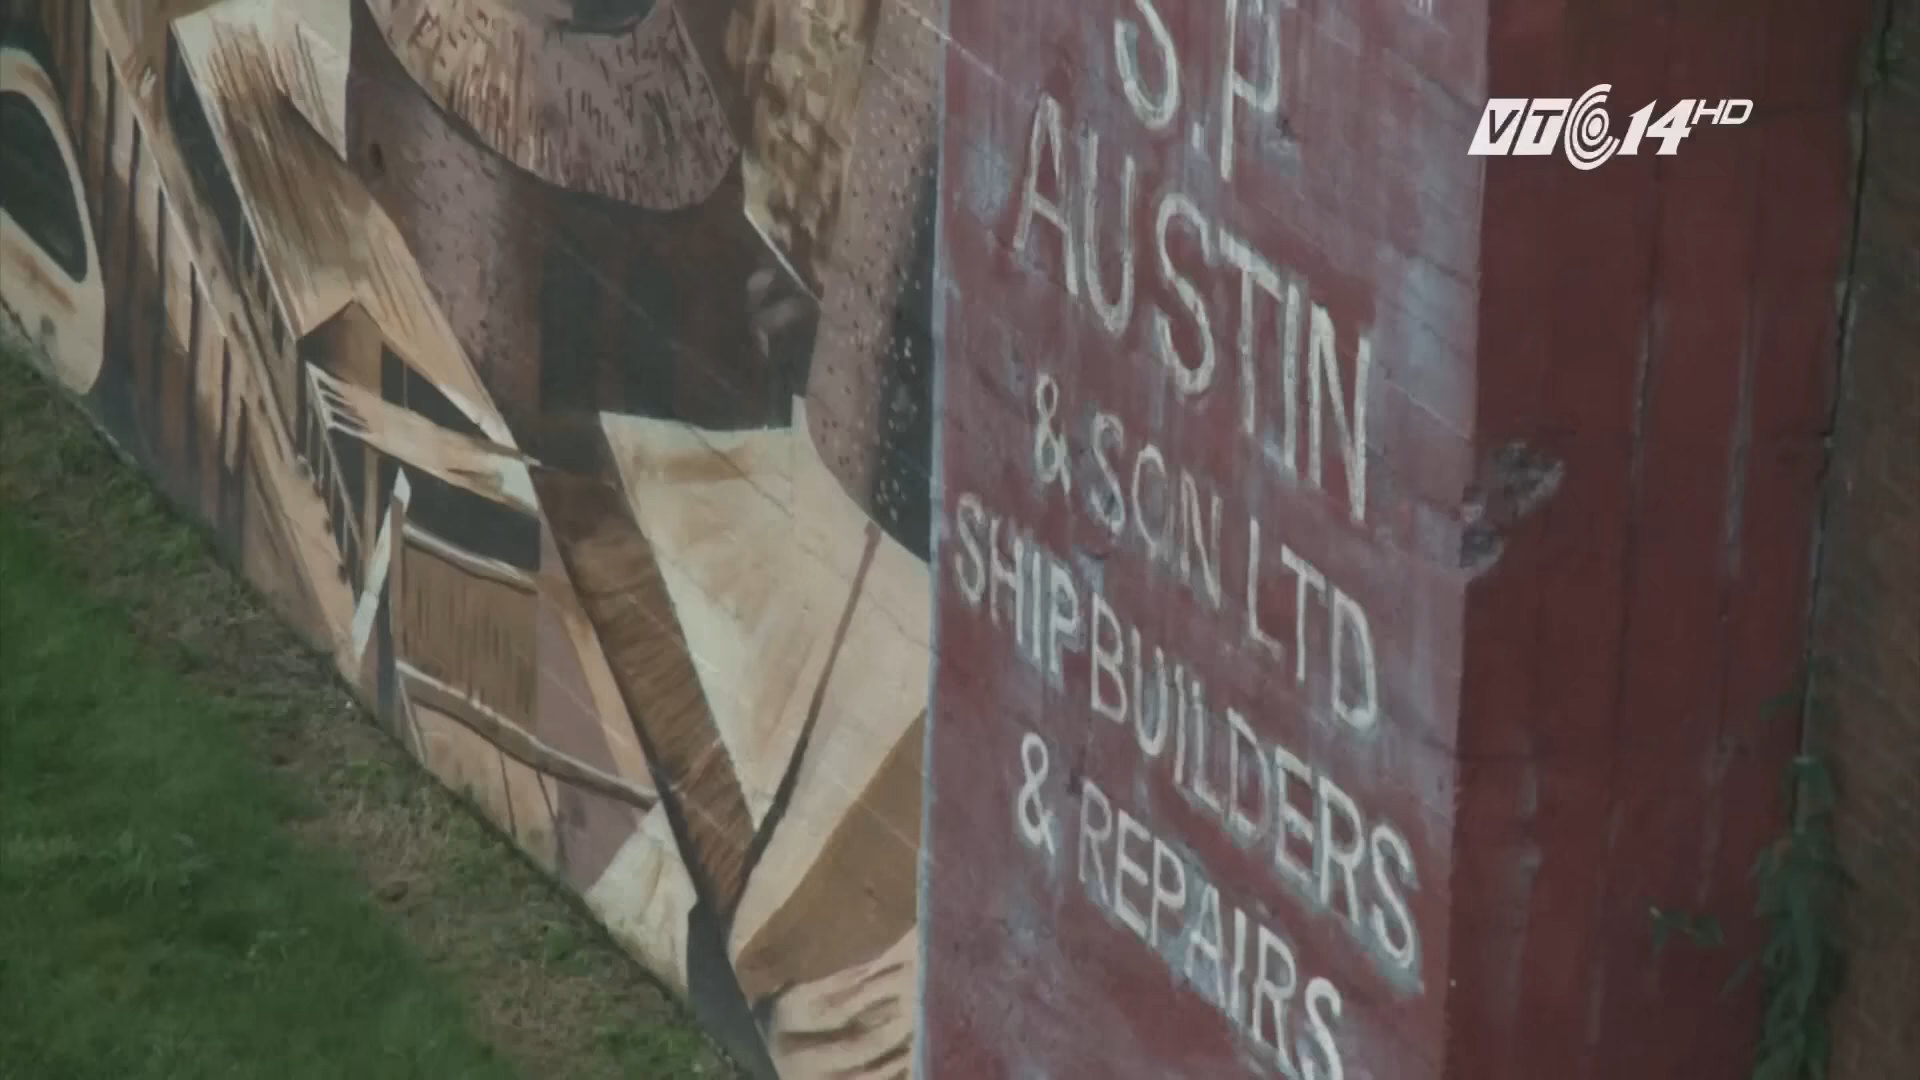 VTC14HD
S.P
AUSTIN
& SON LTD
SHIPBUILDERS
& REPAIRS